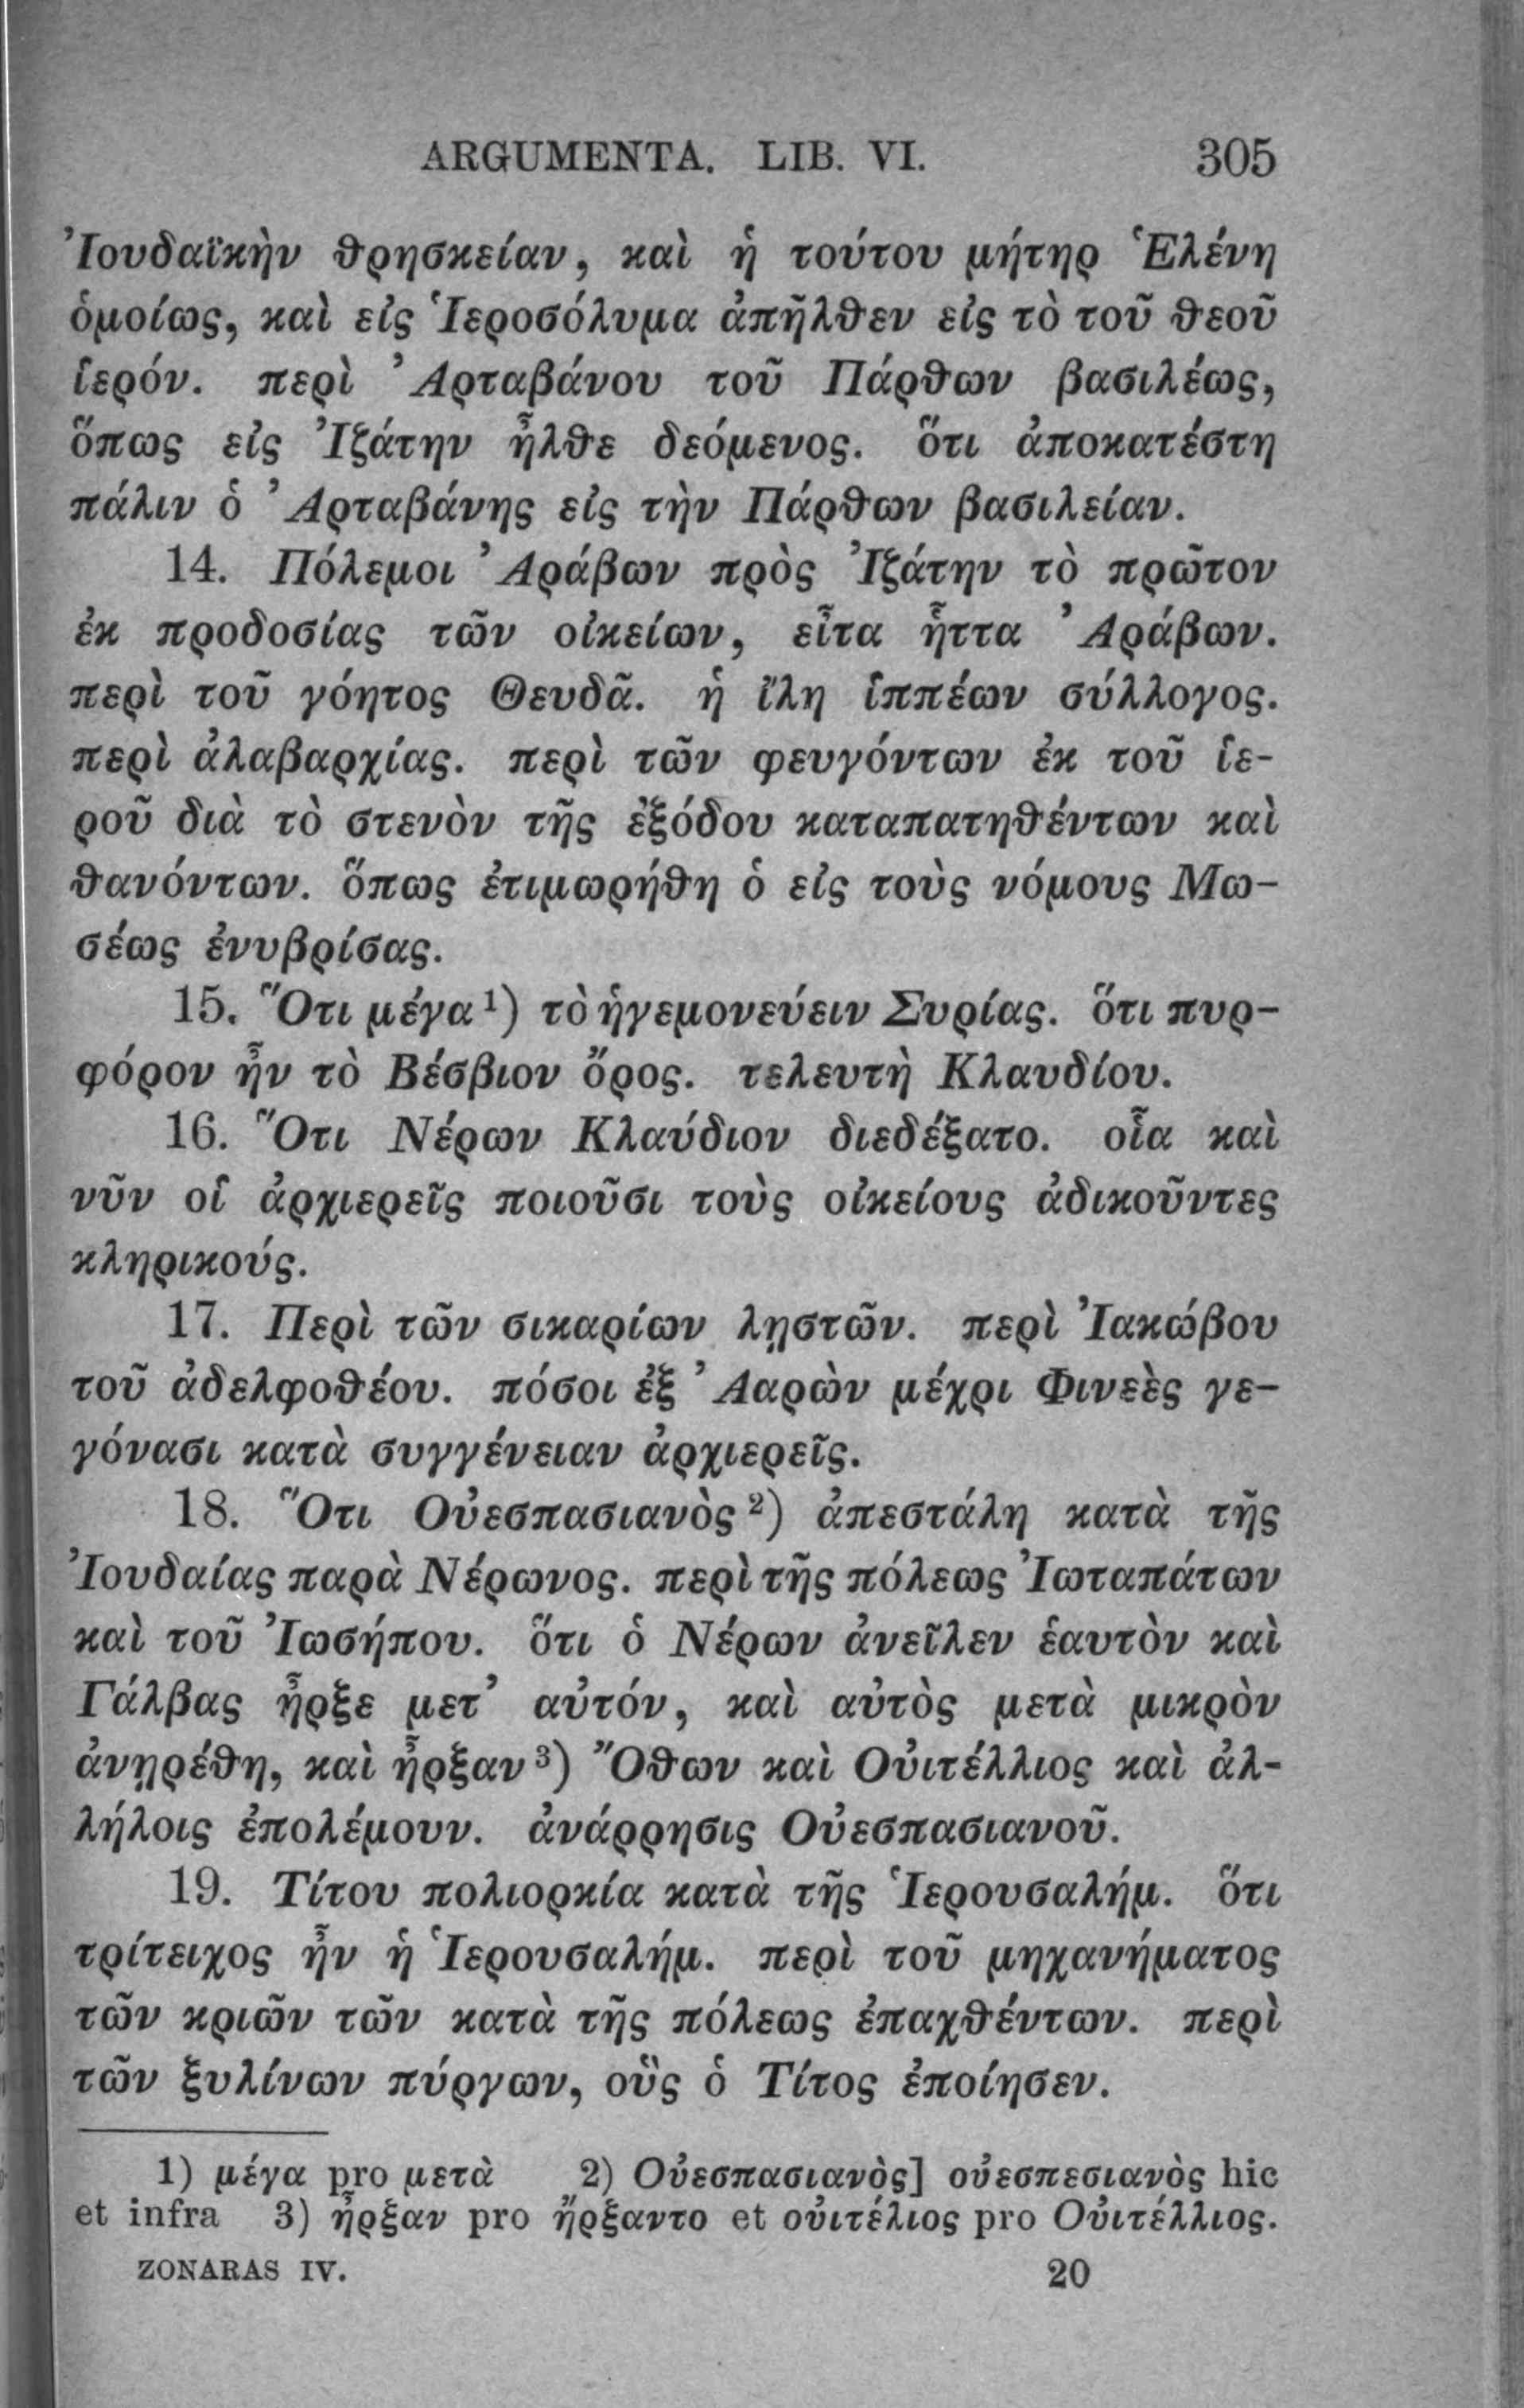 ARGUMENTA. LIB. VI. 305
Ἰουδαϊκὴν θρησκείαν, καὶ ἡ τούτου μήτηρ Ἑλένη
ὁμοίως, καὶ εἰς Ἱεροσόλυμα ἀπῆλθεν εἰς τὸ τοῦ θεοῦ
ἱερόν. περὶ Ἀρταβάνου τοῦ Πάρθων βασιλέως,
ὅπως εἰς Ἰζάτην ἦλθε δεόμενος. ὅτι ἀποκατέστη
πάλιν ὁ Ἀρταβάνης εἰς τὴν Πάρθων βασιλείαν.
14. Πόλεμοι Ἀράβων πρὸς Ἰζάτην τὸ πρῶτον
ἐκ προδοσίας τῶν οἰκείων, εἶτα ἧττα Ἀράβων.
περὶ τοῦ γόητος Θευδᾶ. ἡ ἴλη ἱππέων σύλλογος.
περὶ ἀλαβαρχίας. περὶ τῶν φευγόντων ἐκ τοῦ ἱε-
ροῦ διὰ τὸ στενὸν τῆς ἐξόδου καταπατηθέντων καὶ
θανόντων. ὅπως ἐτιμωρήθη ὁ εἰς τοὺς νόμους Μω-
σέως ἐνυβρίσας.
15. Ὅτι μέγα¹) τὸ ἡγεμονεύειν Συρίας. ὅτι πυρ-
φόρον ἦν τὸ Βέσβιον ὄρος. τελευτὴ Κλαυδίου.
16. Ὅτι Νέρων Κλαύδιον διεδέξατο. οἷα καὶ
νῦν οἱ ἀρχιερεῖς ποιοῦσι τοὺς οἰκείους ἀδικοῦντες
κληρικούς.
17. Περὶ τῶν σικαρίων λῃστῶν. περὶ Ἰακώβου
τοῦ ἀδελφοθέου. πόσοι ἐξ Ἀαρὼν μέχρι Φινεὲς γε-
γόνασι κατὰ συγγένειαν ἀρχιερεῖς.
18. Ὅτι Οὐεσπασιανὸς²) ἀπεστάλη κατὰ τῆς
Ἰουδαίας παρὰ Νέρωνος. περὶ τῆς πόλεως Ἰωταπάτων
καὶ τοῦ Ἰωσήπου. ὅτι ὁ Νέρων ἀνεῖλεν ἑαυτὸν καὶ
Γάλβας ἦρξε μετ’ αὐτόν, καὶ αὐτὸς μετὰ μικρὸν
ἀνῃρέθη, καὶ ἦρξαν³) Ὄθων καὶ Οὐιτέλλιος καὶ ἀλ-
λήλοις ἐπολέμουν. ἀνάρρησις Οὐεσπασιανοῦ.
19. Τίτου πολιορκία κατὰ τῆς Ἱερουσαλήμ. ὅτι
τρίτειχος ἦν ἡ Ἱερουσαλήμ. περὶ τοῦ μηχανήματος
τῶν κριῶν τῶν κατὰ τῆς πόλεως ἐπαχθέντων. περὶ
τῶν ξυλίνων πύργων, οὓς ὁ Τίτος ἐποίησεν.
1) μέγα pro μετὰ 2) Οὐεσπασιανὸς] οὐεσπεσιανὸς hic
et infra 3) ἦρξαν pro ἤρξαντο et οὐιτέλιος pro Οὐιτέλλιος.
ZONARAS IV. 20